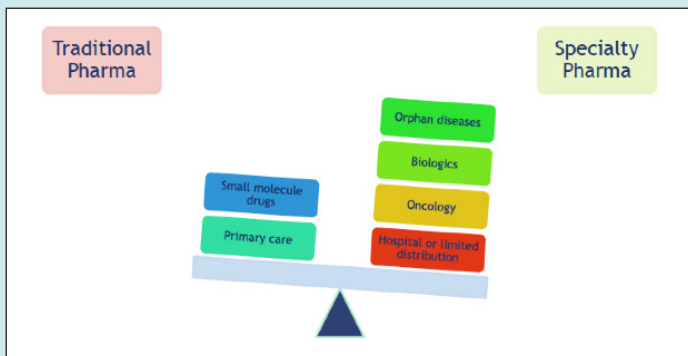 Traditional
Pharma
Specialty
Pharma
Orphan diseases
Biologics
Small molecule
drugs
Oncology
Primary care
Hospital or limited
distribution